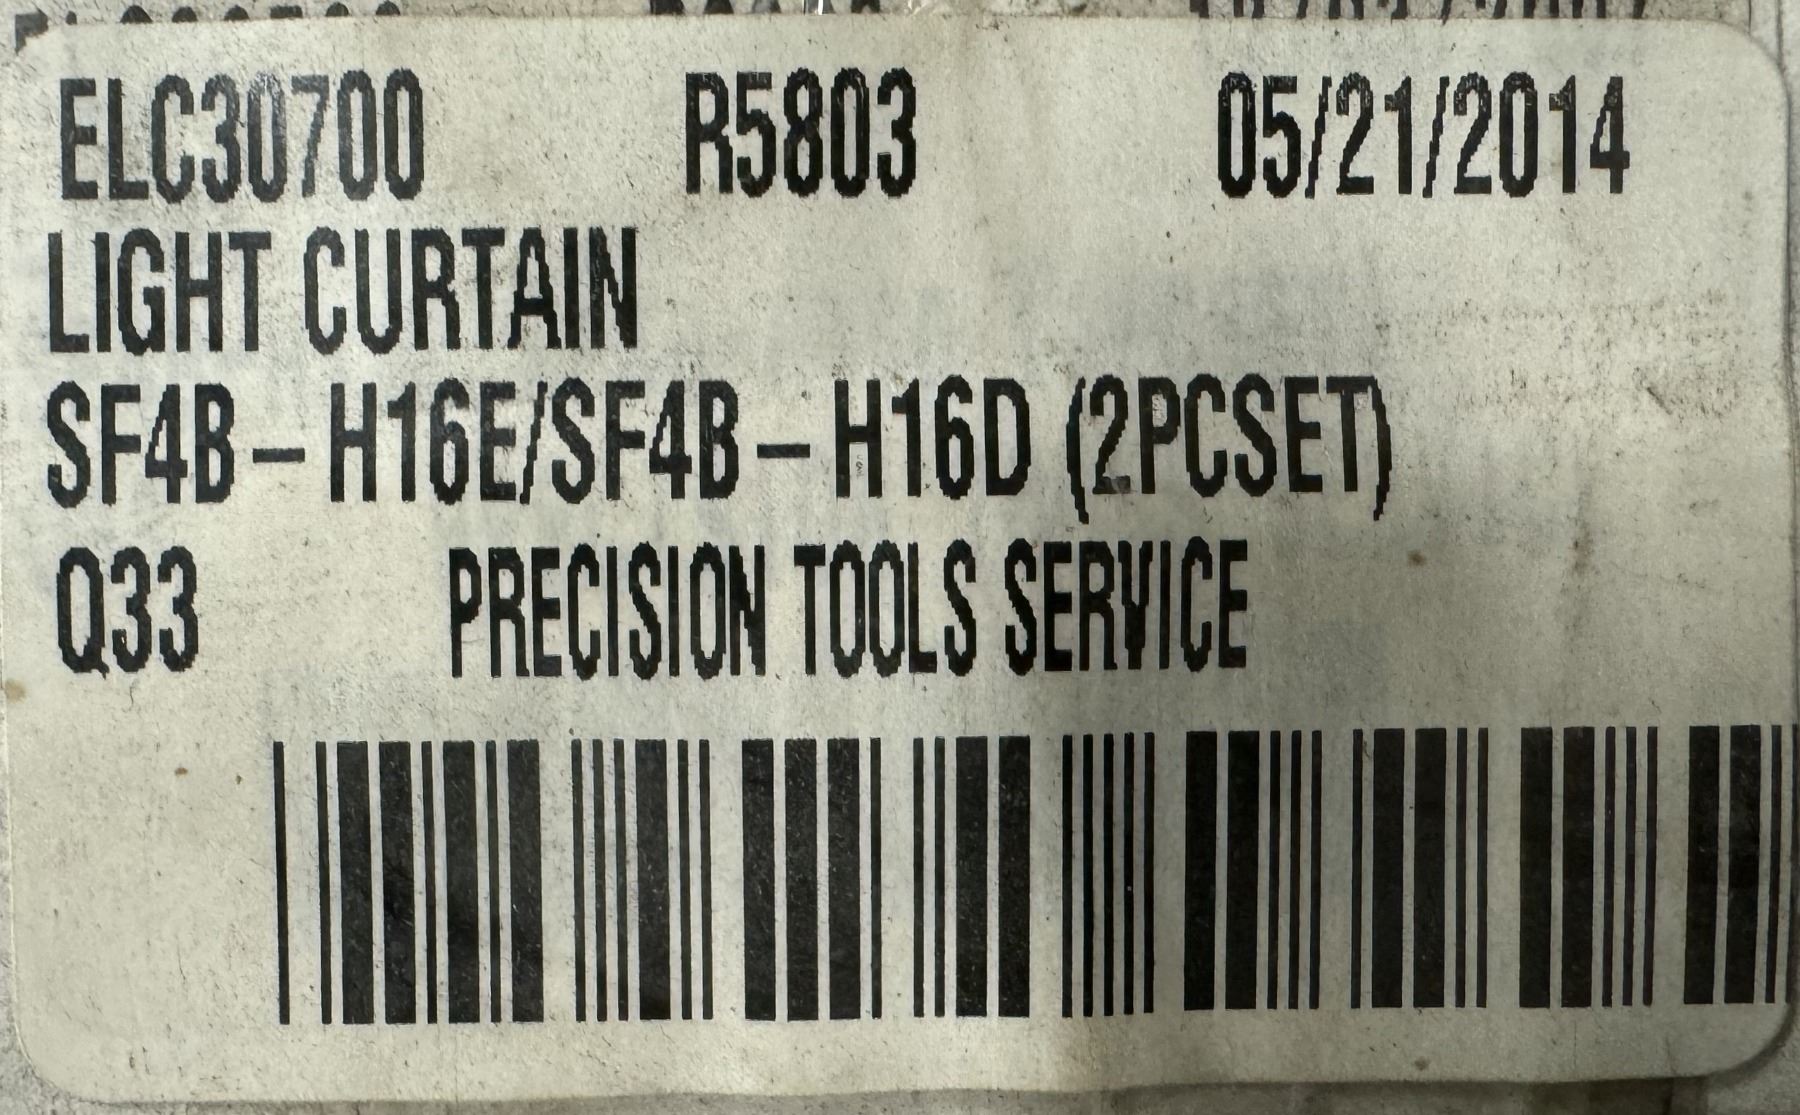 ELC30700 R5803 05/21/2014
LIGHT CURTAIN
SF4B-H16E/SF4B-H16D (2PCSET)
Q33 PRECISION TOOLS SERVICE